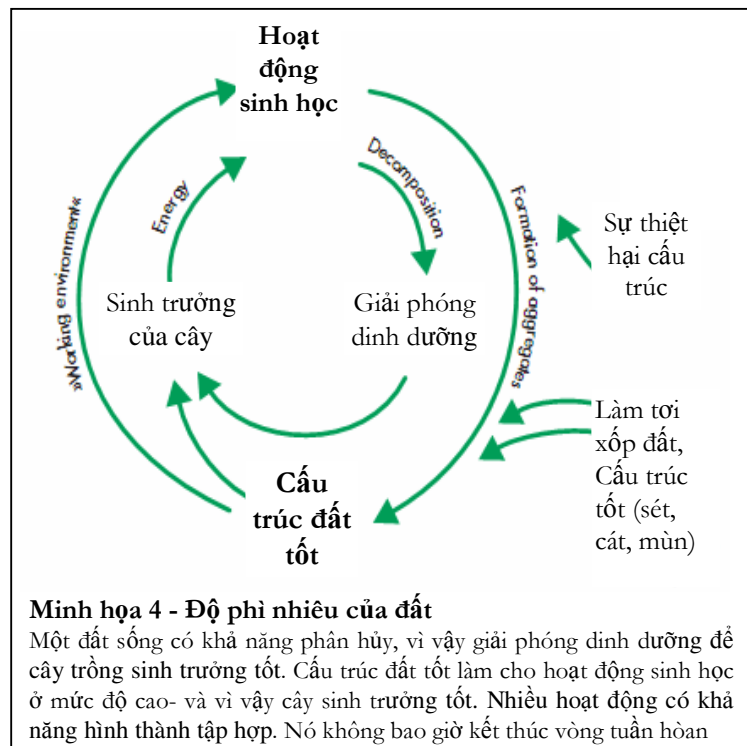 Hoạt
động
sinh học
Decomposition
Energy
Formation of aggregates
«Working environment«
Sự thiệt
hại cấu
trúc
Sinh trưởng
của cây
Giải phóng
dinh dưỡng
Làm tơi
xốp đất,
Cấu trúc
tốt (sét,
cát, mùn)
Cấu
trúc đất
tốt
Minh họa 4 - Độ phì nhiêu của đất
Một đất sống có khả năng phân hủy, vì vậy giải phóng dinh dưỡng để
cây trồng sinh trưởng tốt. Cấu trúc đất tốt làm cho hoạt động sinh học
ở mức độ cao- và vì vậy cây sinh trưởng tốt. Nhiều hoạt động có khả
năng hình thành tập hợp. Nó không bao giờ kết thúc vòng tuần hòan